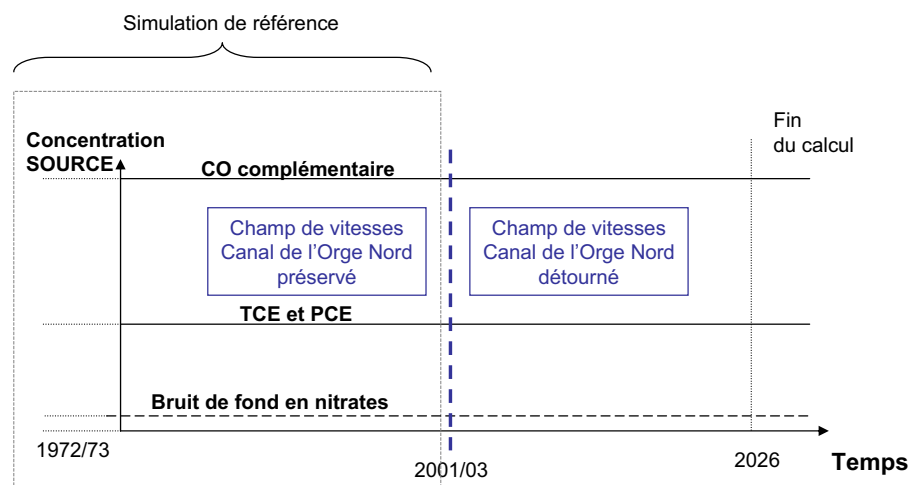 Simulation de référence
Fin
du calcul
Concentration
SOURCE
CO complémentaire
Champ de vitesses
Canal de l'Orge Nord
préservé
Champ de vitesses
Canal de l'Orge Nord
détourné
TCE et PCE
Bruit de fond en nitrates
1972/73
2001/03
2026
Temps